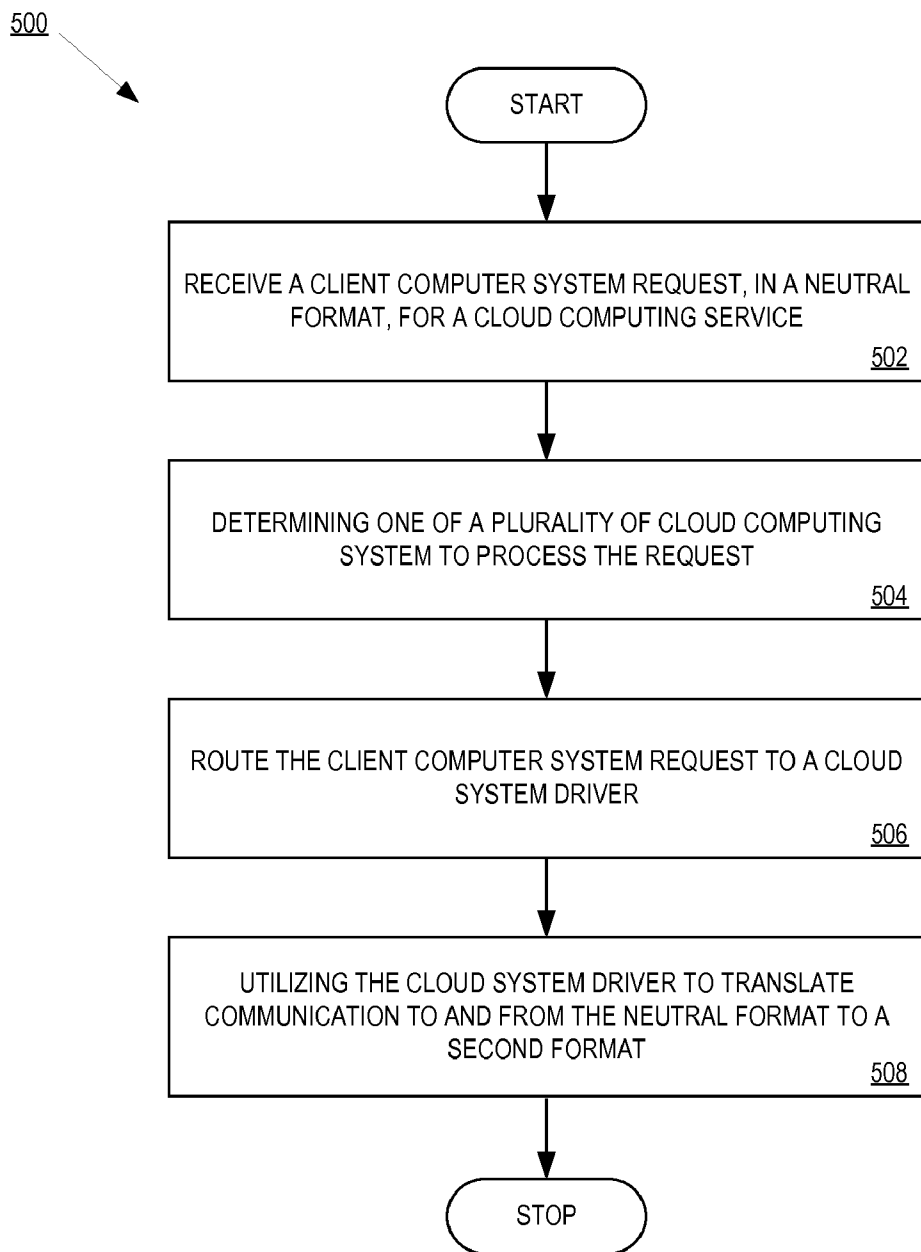 500
START
RECEIVE A CLIENT COMPUTER SYSTEM REQUEST, IN A NEUTRAL
FORMAT, FOR A CLOUD COMPUTING SERVICE
502
DETERMINING ONE OF A PLURALITY OF CLOUD COMPUTING
SYSTEM TO PROCESS THE REQUEST
504
ROUTE THE CLIENT COMPUTER SYSTEM REQUEST TO A CLOUD
SYSTEM DRIVER
506
UTILIZING THE CLOUD SYSTEM DRIVER TO TRANSLATE
COMMUNICATION TO AND FROM THE NEUTRAL FORMAT TO A
SECOND FORMAT
508
STOP